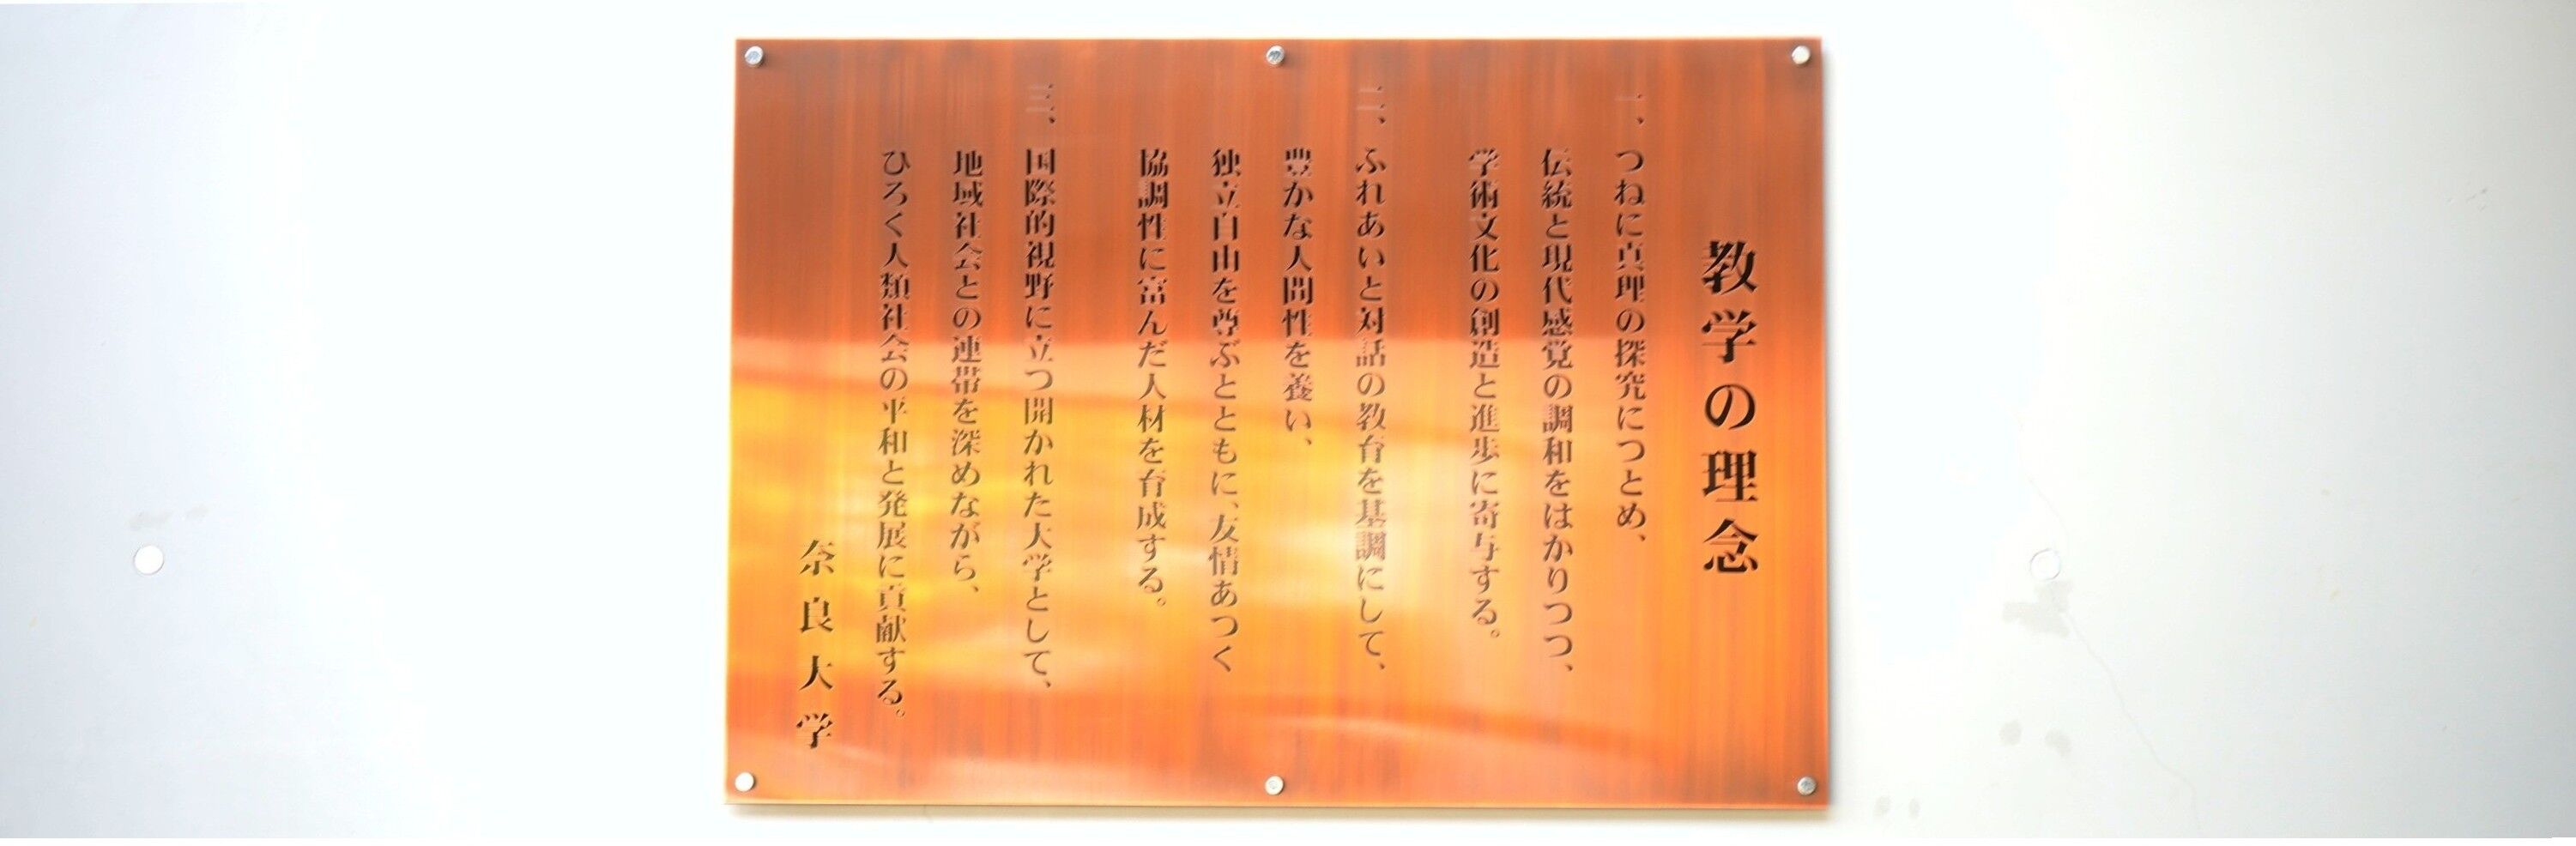 教学の理念
一、つねに真理の探究につとめ、
伝統と現代感覚の調和をはかりつつ、
学術文化の創造と進歩に寄与する。
二、ふれあいと対話の教育を基調にして、
豊かな人間性を養い、
独立自由を尊ぶとともに、友情あつく
協調性に富んだ人材を育成する。
三、国際的視野に立つ開かれた大学として、
地域社会との連帯を深めながら、
ひろく人類社会の平和と発展に貢献する。
奈良大学